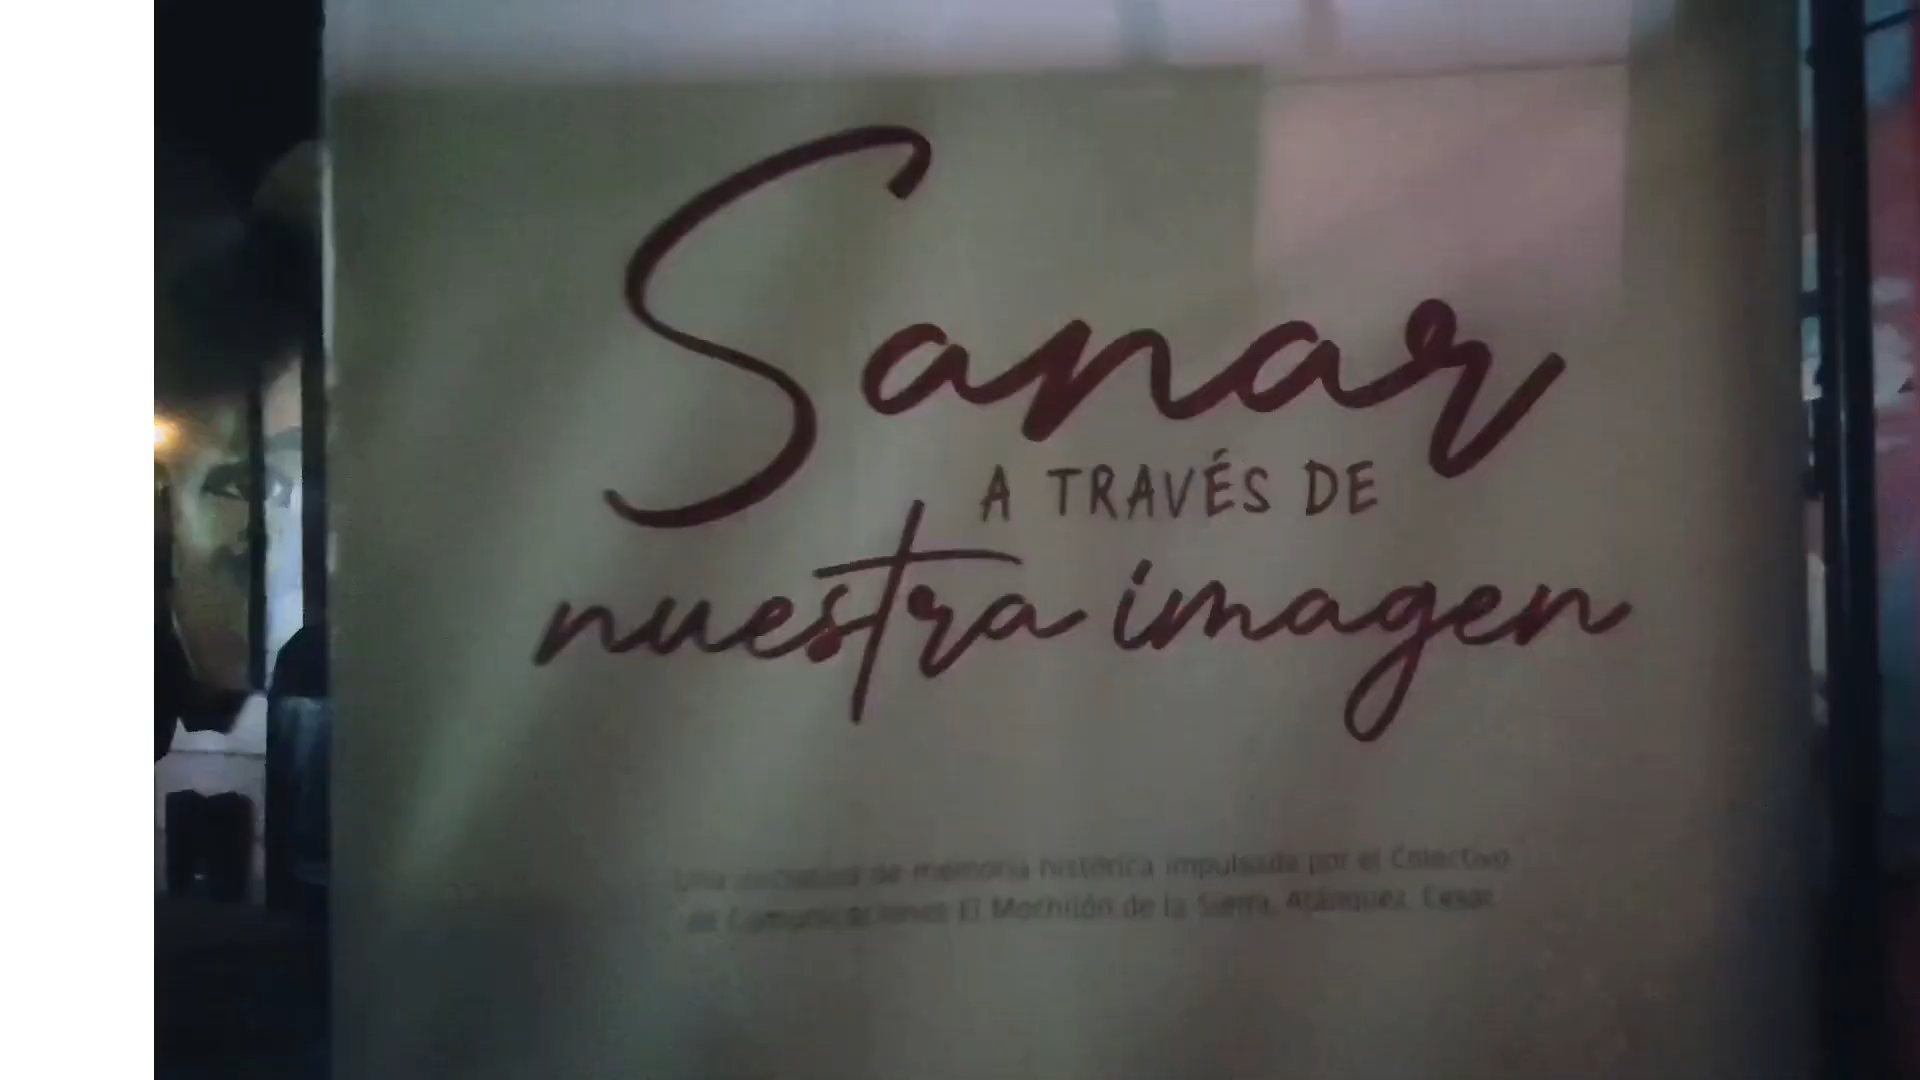 Sanar
A TRAVÉS DE
nuestra imagen
Una iniciativa de memoria histórica impulsada por el Colectivo
de Comunicaciones El Mochilón de la Sierra, Atánquez, Cesar.